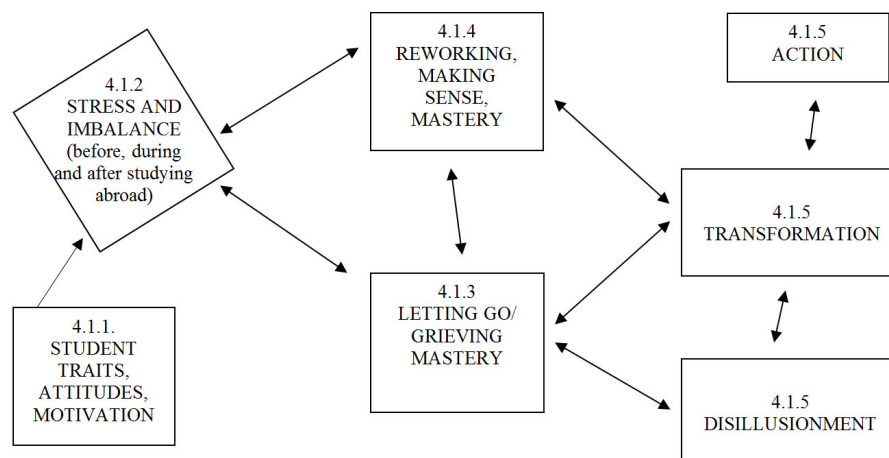 4.1.2
STRESS AND
IMBALANCE
(before, during
and after studying
abroad)
4.1.1.
STUDENT
TRAITS,
ATTITUDES,
MOTIVATION
4.1.4
REWORKING,
MAKING
SENSE,
MASTERY
4.1.3
LETTING GO/
GRIEVING
MASTERY
4.1.5
ACTION
4.1.5
TRANSFORMATION
4.1.5
DISILLUSIONMENT